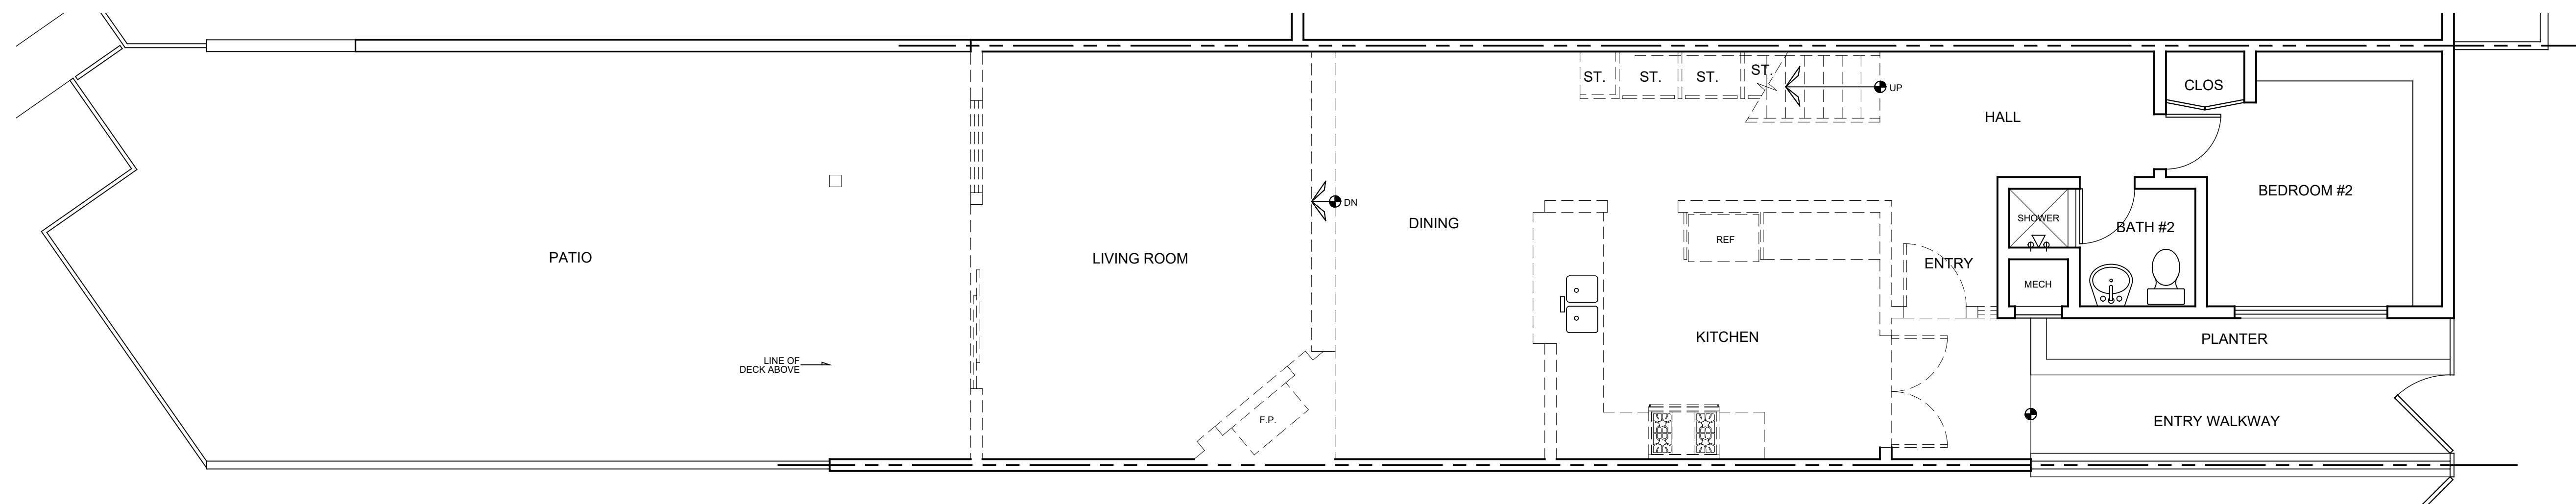 ST.
ST.
ST.
ST.
UP
CLOS
HALL
BEDROOM #2
DN
DINING
SHOWER
BATH #2
REF
PATIO
LIVING ROOM
ENTRY
MECH
KITCHEN
PLANTER
LINE OF
DECK ABOVE
F.P.
ENTRY WALKWAY